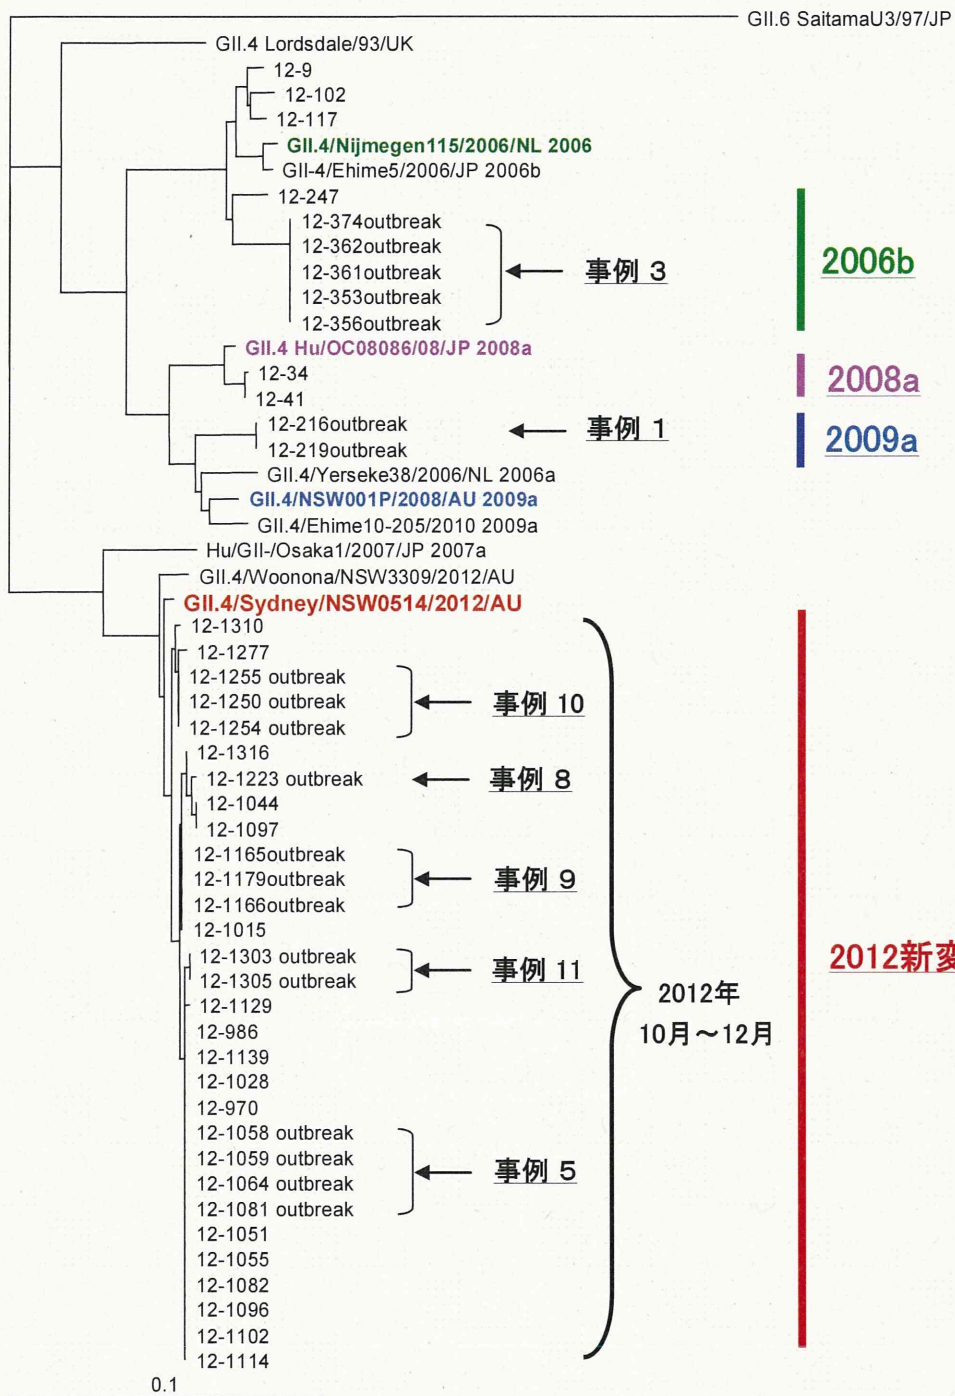 GII.6 SaitamaU3/97/JP
GII.4 Lordsdale/93/UK
12-9
12-102
12-117
GII.4/Nijmegen115/2006/NL 2006
GII-4/Ehime5/2006/JP 2006b
12-247
12-374outbreak
12-362outbreak
12-361outbreak
12-353outbreak
12-356outbreak
事例 3
2006b
GII.4 Hu/OC08086/08/JP 2008a
12-34
12-41
2008a
12-216outbreak
12-219outbreak
事例 1
2009a
GII.4/Yerseke38/2006/NL 2006a
GII.4/NSW001P/2008/AU 2009a
GII.4/Ehime10-205/2010 2009a
Hu/GII-/Osaka1/2007/JP 2007a
GII.4/Woonona/NSW3309/2012/AU
GII.4/Sydney/NSW0514/2012/AU
12-1310
12-1277
12-1255 outbreak
12-1250 outbreak
12-1254 outbreak
事例 10
12-1316
12-1223 outbreak
事例 8
12-1044
12-1097
12-1165outbreak
12-1179outbreak
12-1166outbreak
事例 9
12-1015
12-1303 outbreak
12-1305 outbreak
事例 11
12-1129
12-986
12-1139
12-1028
12-970
12-1058 outbreak
12-1059 outbreak
12-1064 outbreak
12-1081 outbreak
事例 5
12-1051
12-1055
12-1082
12-1096
12-1102
12-1114
2012年
10月～12月
2012新変
0.1